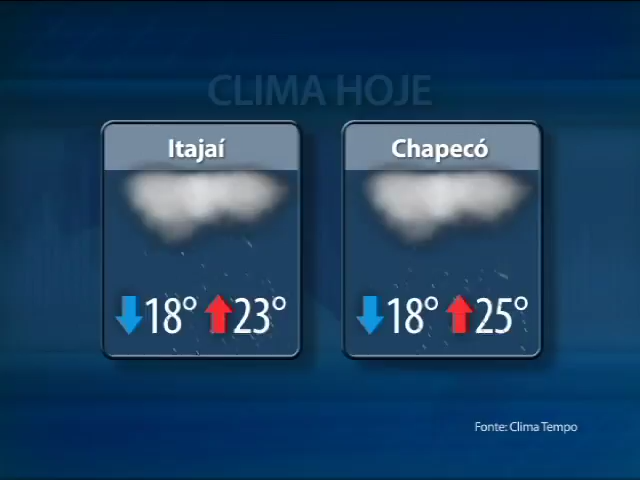 CLIMA HOJE
Itajaí
18° 23°
Chapecó
18° 25°
Fonte: Clima Tempo